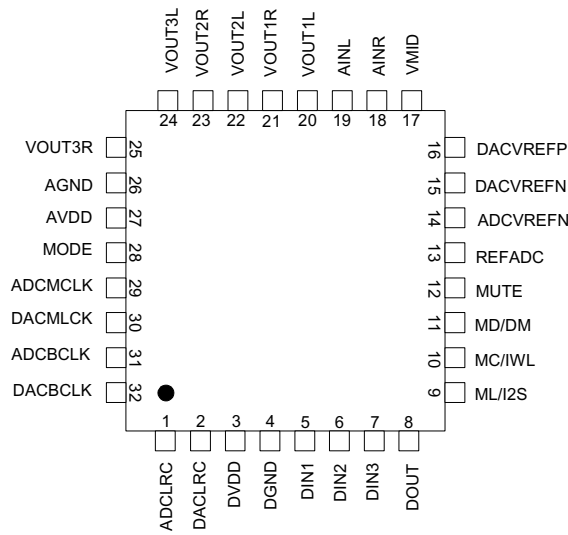 VOUT3L
VOUT2R
VOUT2L
VOUT1R
VOUT1L
AINL
AINR
VMID
24
23
22
21
20
19
18
17
VOUT3R
25
AGND
26
AVDD
27
MODE
28
ADCMCLK
29
DACMLCK
30
ADCBCLK
31
DACBCLK
32
16
DACVREFP
15
DACVREFN
14
ADCVREFN
13
REFADC
12
MUTE
11
MD/DM
10
MC/IWL
9
ML/I2S
1
2
3
4
5
6
7
8
ADCLRC
DACLRC
DVDD
DGND
DIN1
DIN2
DIN3
DOUT